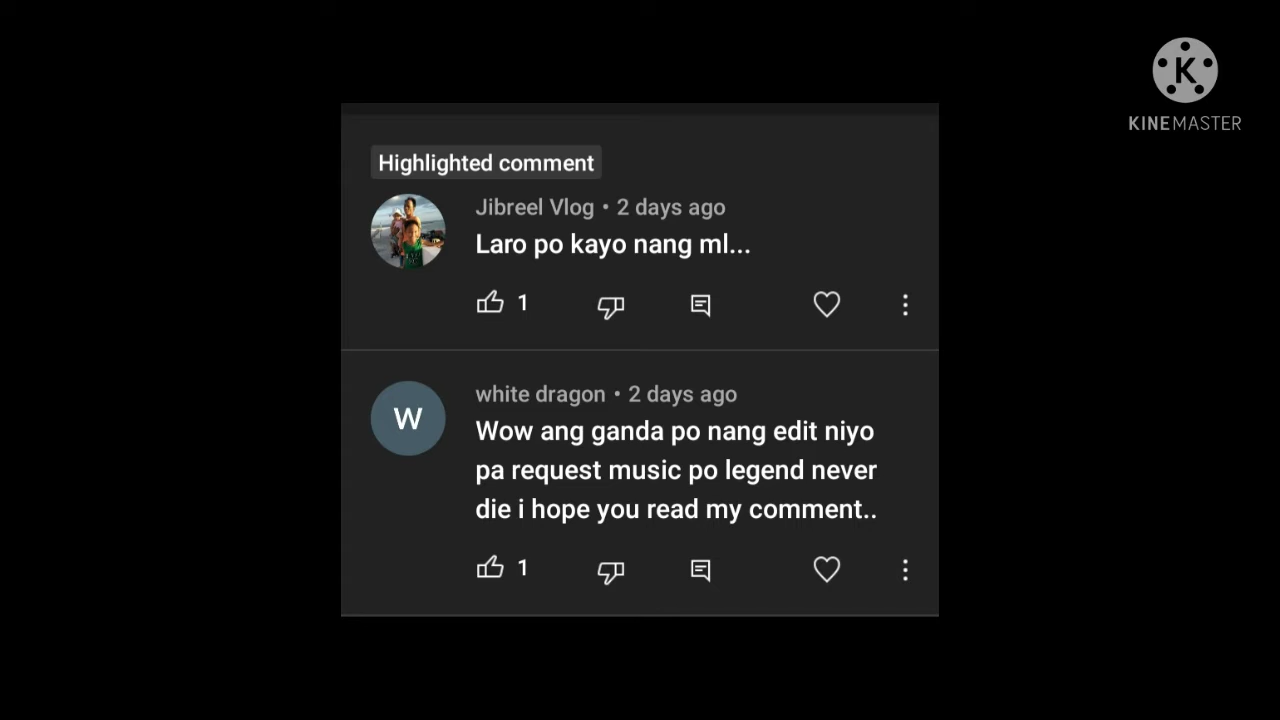 K
KINEMASTER
Highlighted comment
Jibreel Vlog • 2 days ago
Laro po kayo nang ml...
1
W
white dragon • 2 days ago
Wow ang ganda po nang edit niyo
pa request music po legend never
die i hope you read my comment..
1